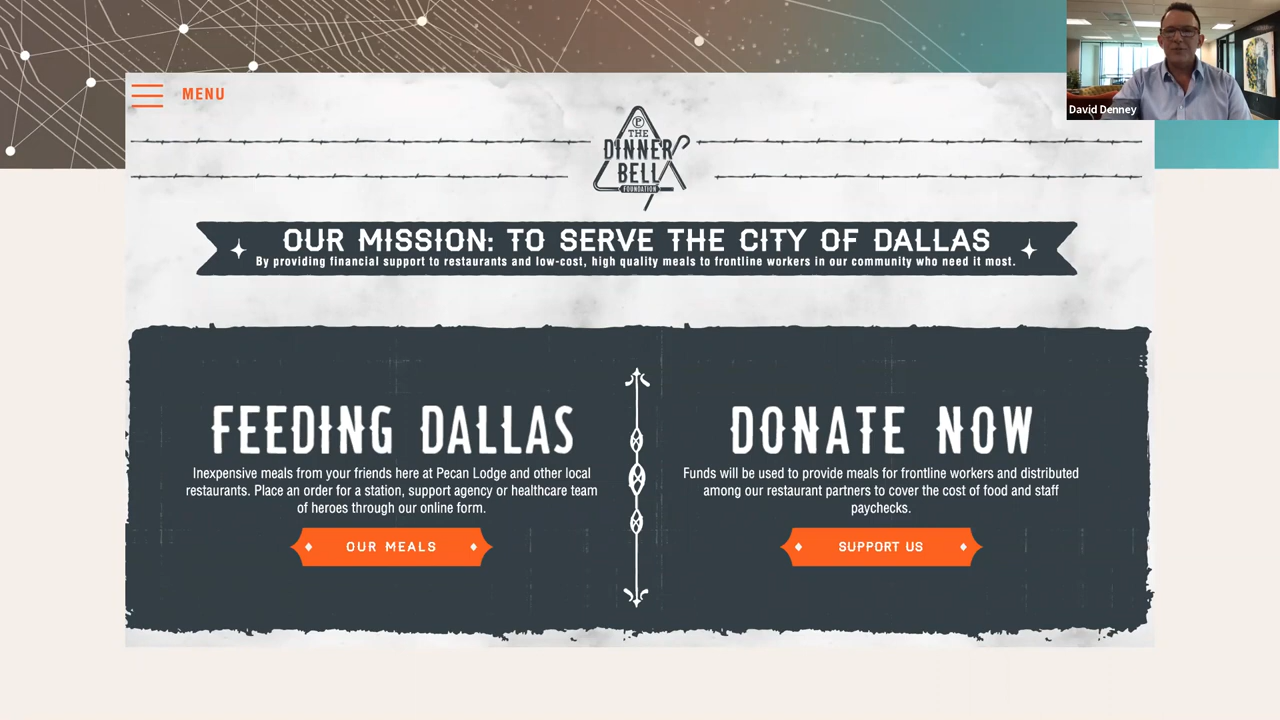 David Denney
MENU
THE
DINNER
BELL
FOUNDATION
OUR MISSION: TO SERVE THE CITY OF DALLAS
By providing financial support to restaurants and low-cost, high quality meals to frontline workers in our community who need it most.
FEEDING DALLAS
Inexpensive meals from your friends here at Pecan Lodge and other local
restaurants. Place an order for a station, support agency or healthcare team
of heroes through our online form.
OUR MEALS
DONATE NOW
Funds will be used to provide meals for frontline workers and distributed
among our restaurant partners to cover the cost of food and staff
paychecks.
SUPPORT US